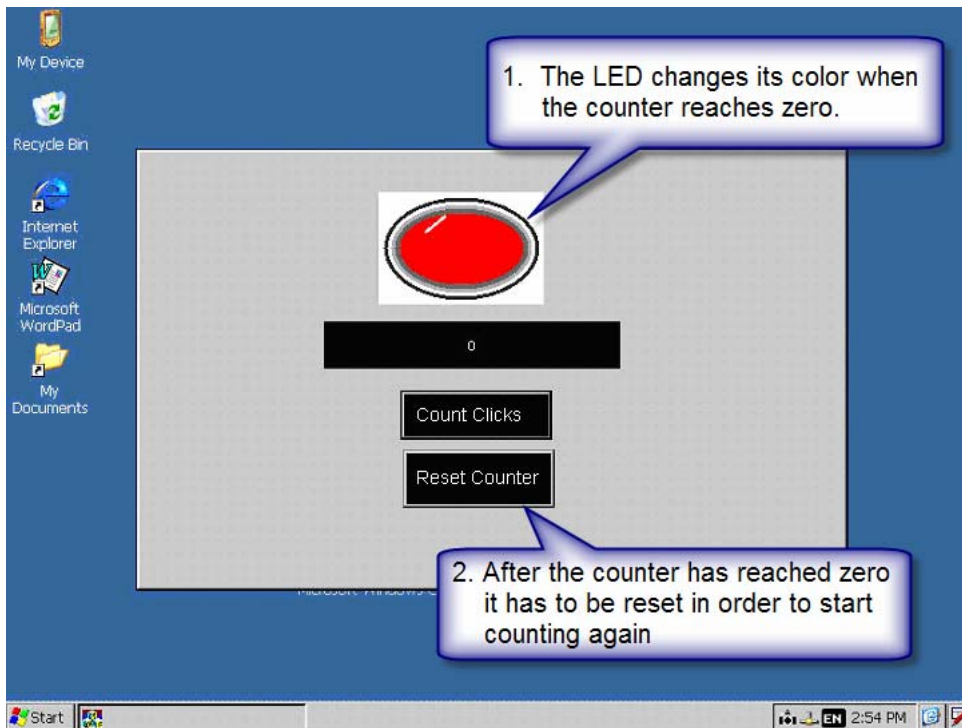 My Device
Recycle Bin
Internet
Explorer
Microsoft
WordPad
My
Documents
1. The LED changes its color when
the counter reaches zero.
0
Count Clicks
Reset Counter
2. After the counter has reached zero
it has to be reset in order to start
counting again
Start
EN 2:54 PM